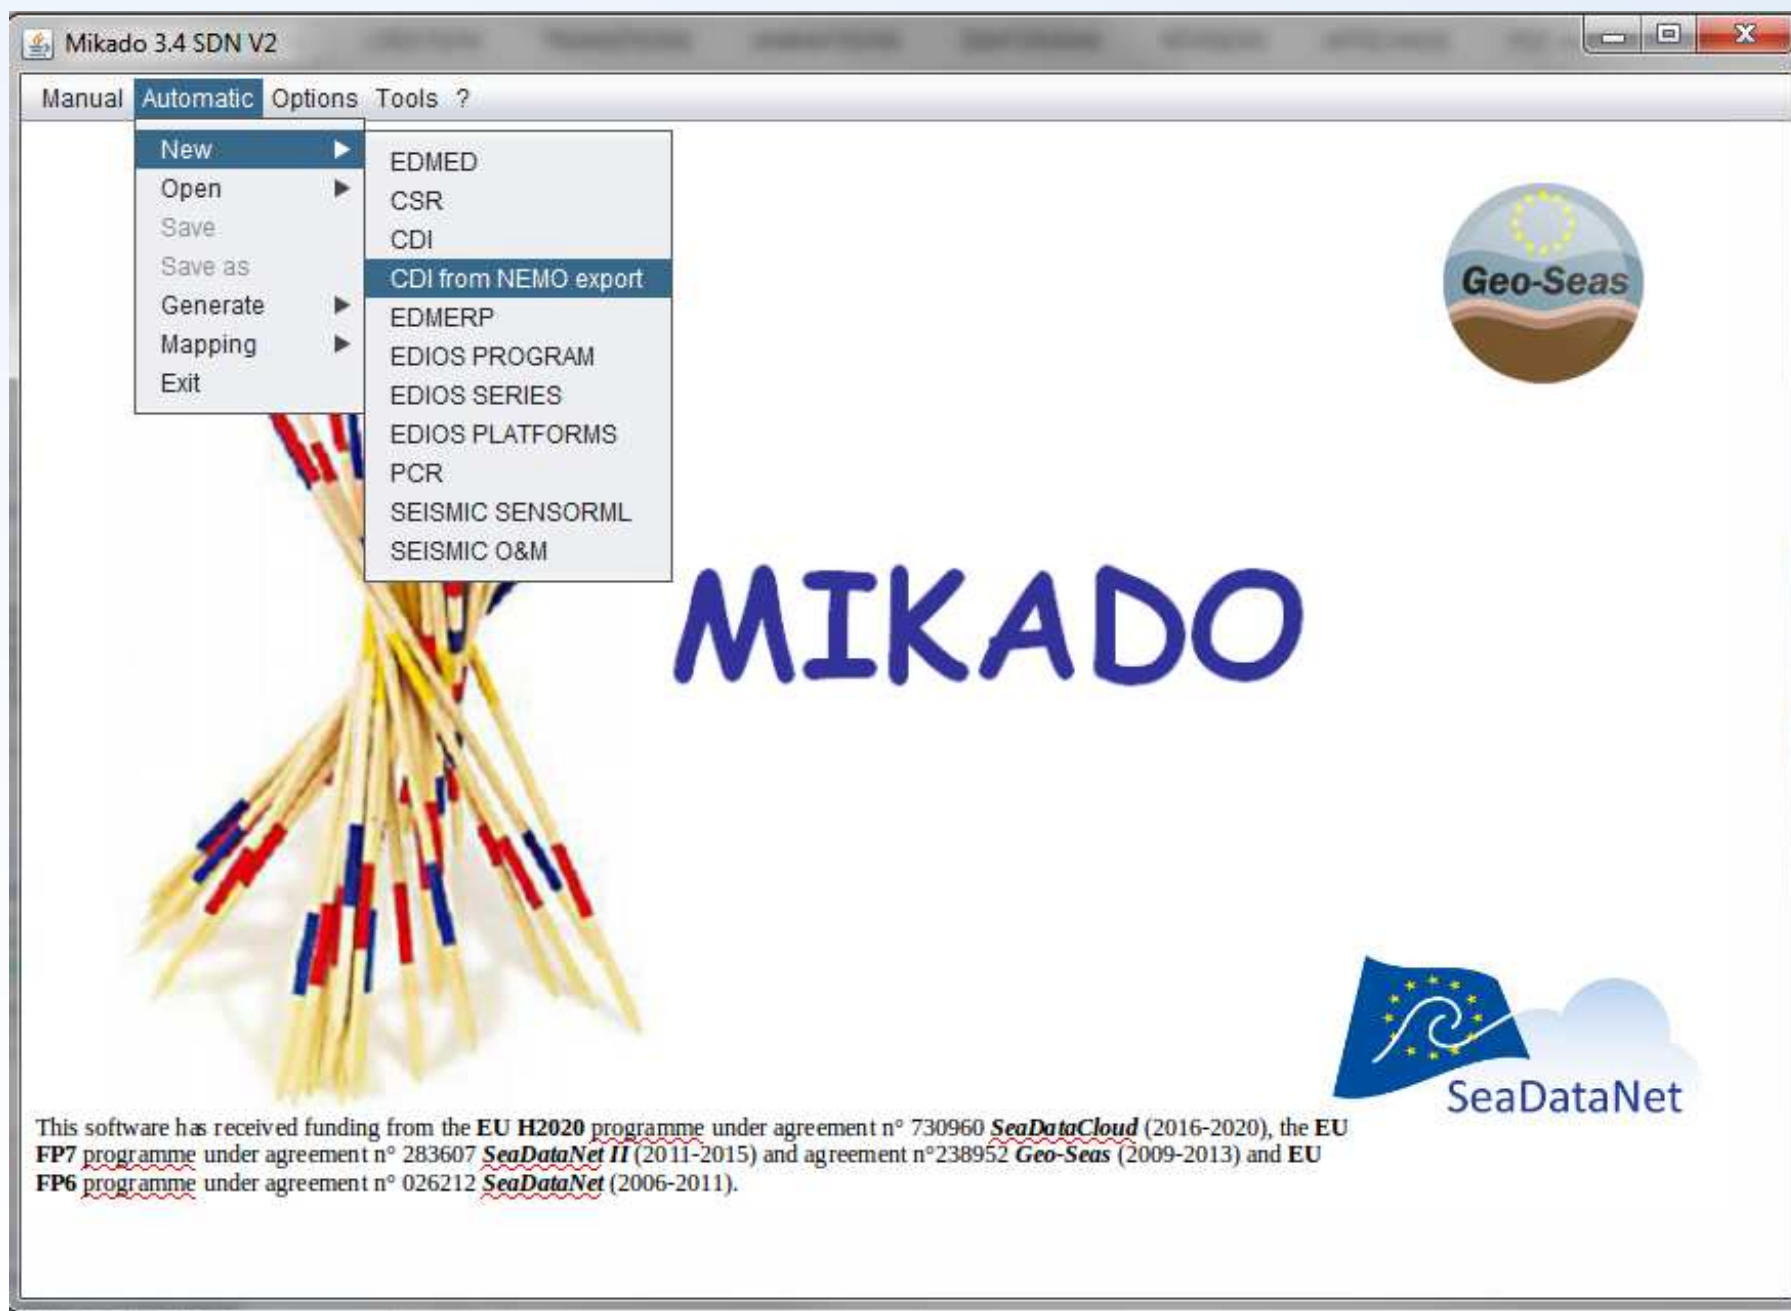 Mikado 3.4 SDN V2
Manual Automatic Options Tools ?
New
Open
Save
Save as
Generate
Mapping
Exit
EDMED
CSR
CDI
CDI from NEMO export
EDMERP
EDIOS PROGRAM
EDIOS SERIES
EDIOS PLATFORMS
PCR
SEISMIC SENSORML
SEISMIC O&M
Geo-Seas
MIKADO
SeaDataNet
This software has received funding from the EU H2020 programme under agreement n° 730960 SeaDataCloud (2016-2020), the EU
FP7 programme under agreement n° 283607 SeaDataNet II (2011-2015) and agreement n°238952 Geo-Seas (2009-2013) and EU
FP6 programme under agreement n° 026212 SeaDataNet (2006-2011).